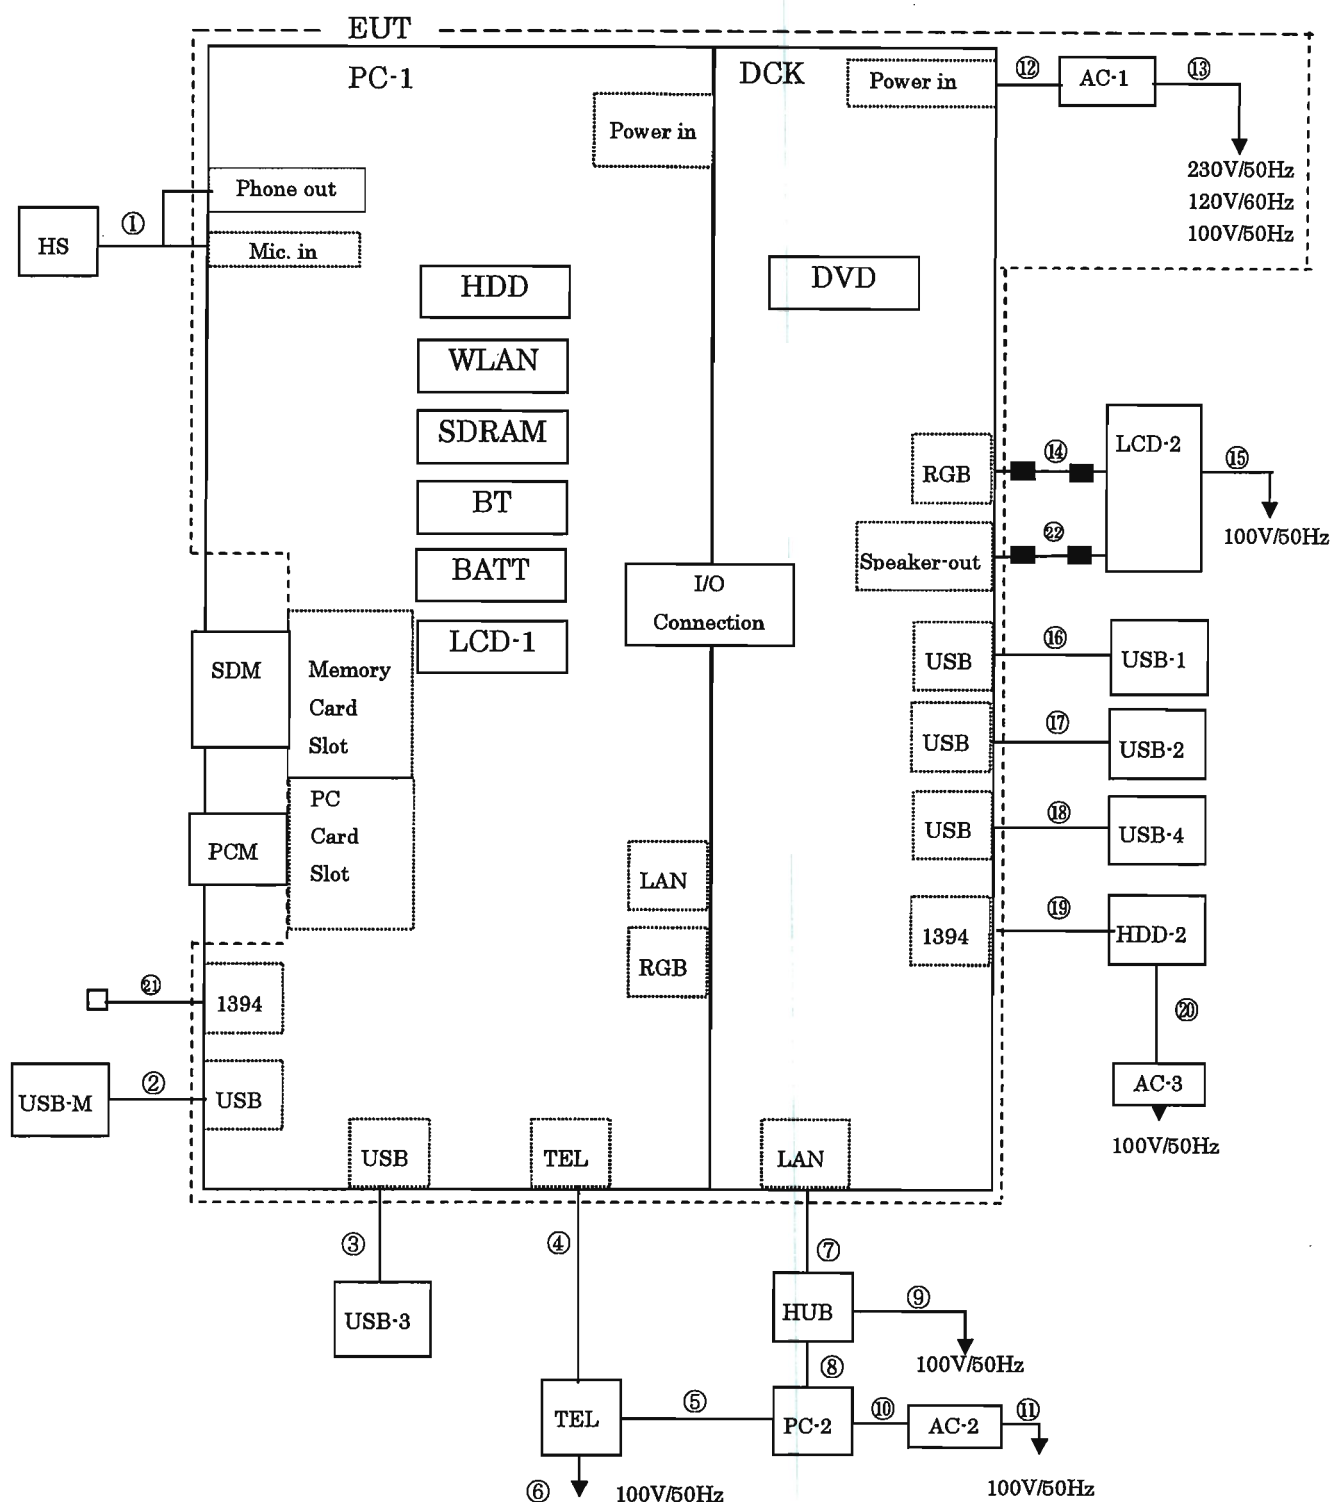 EUT
PC-1
DCK
Power in
⑫
AC-1
⑬
Power in
230V/50Hz
120V/60Hz
100V/50Hz
Phone out
①
HS
Mic. in
HDD
DVD
WLAN
SDRAM
BT
BATT
LCD-1
I/O
Connection
RGB
⑭
LCD-2
⑮
100V/50Hz
Speaker-out
㉒
SDM
Memory
Card
Slot
USB
⑯
USB-1
USB
⑰
USB-2
PC
Card
Slot
PCM
USB
⑱
USB-4
LAN
RGB
1394
⑲
HDD-2
⑳
AC-3
100V/50Hz
㉑
1394
USB-M
②
USB
USB
TEL
LAN
③
USB-3
④
⑦
HUB
⑨
100V/50Hz
⑧
TEL
⑤
PC-2
⑩
AC-2
⑪
⑥
100V/50Hz
100V/50Hz